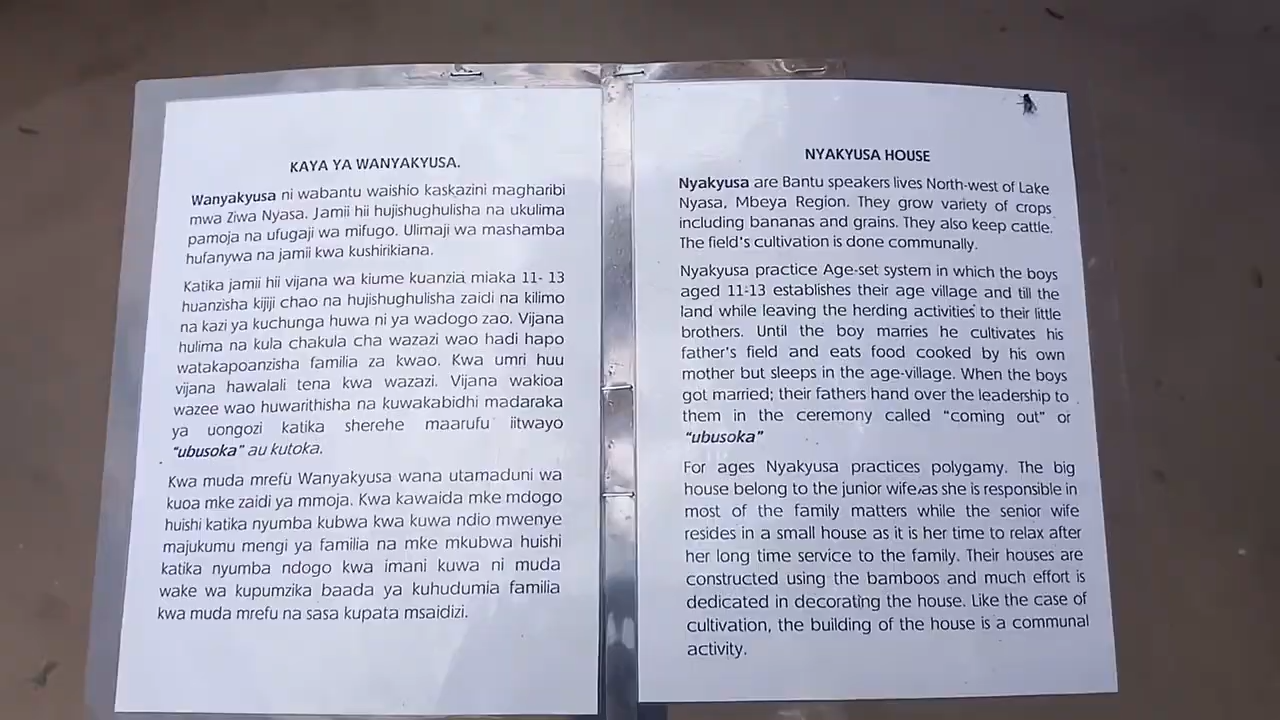 KAYA YA WANYAKYUSA.
Wanyakyusa ni wabantu waishio kaskazini magharibi
mwa Ziwa Nyasa. Jamii hii hujishughulisha na ukulima
pamoja na ufugaji wa mifugo. Ulimaji wa mashamba
hufanywa na jamii kwa kushirikiana.
Katika jamii hii vijana wa kiume kuanzia miaka 11- 13
huanzisha kijiji chao na hujishughulisha zaidi na kilimo
na kazi ya kuchunga huwa ni ya wadogo zao. Vijana
hulima na kula chakula cha wazazi wao hadi hapo
watakapoanzisha familia za kwao. Kwa umri huu
vijana hawalali tena kwa wazazi. Vijana wakioa
wazee wao huwarithisha na kuwakabidhi madaraka
ya uongozi katika sherehe maarufu iitwayo
"ubusoka" au kutoka.
Kwa muda mrefu Wanyakyusa wana utamaduni wa
kuoa mke zaidi ya mmoja. Kwa kawaida mke mdogo
huishi katika nyumba kubwa kwa kuwa ndio mwenye
majukumu mengi ya familia na mke mkubwa huishi
katika nyumba ndogo kwa imani kuwa ni muda
wake wa kupumzika baada ya kuhudumia familia
kwa muda mrefu na sasa kupata msaidizi.
NYAKYUSA HOUSE
Nyakyusa are Bantu speakers lives North-west of Lake
Nyasa, Mbeya Region. They grow variety of crops
including bananas and grains. They also keep cattle.
The field's cultivation is done communally.
Nyakyusa practice Age-set system in which the boys
aged 11-13 establishes their age village and till the
land while leaving the herding activities to their little
brothers. Until the boy marries he cultivates his
father's field and eats food cooked by his own
mother but sleeps in the age-village. When the boys
got married; their fathers hand over the leadership to
them in the ceremony called "coming out" or
"ubusoka"
For ages Nyakyusa practices polygamy. The big
house belong to the junior wife as she is responsible in
most of the family matters while the senior wife
resides in a small house as it is her time to relax after
her long time service to the family. Their houses are
constructed using the bamboos and much effort is
dedicated in decorating the house. Like the case of
cultivation, the building of the house is a communal
activity.